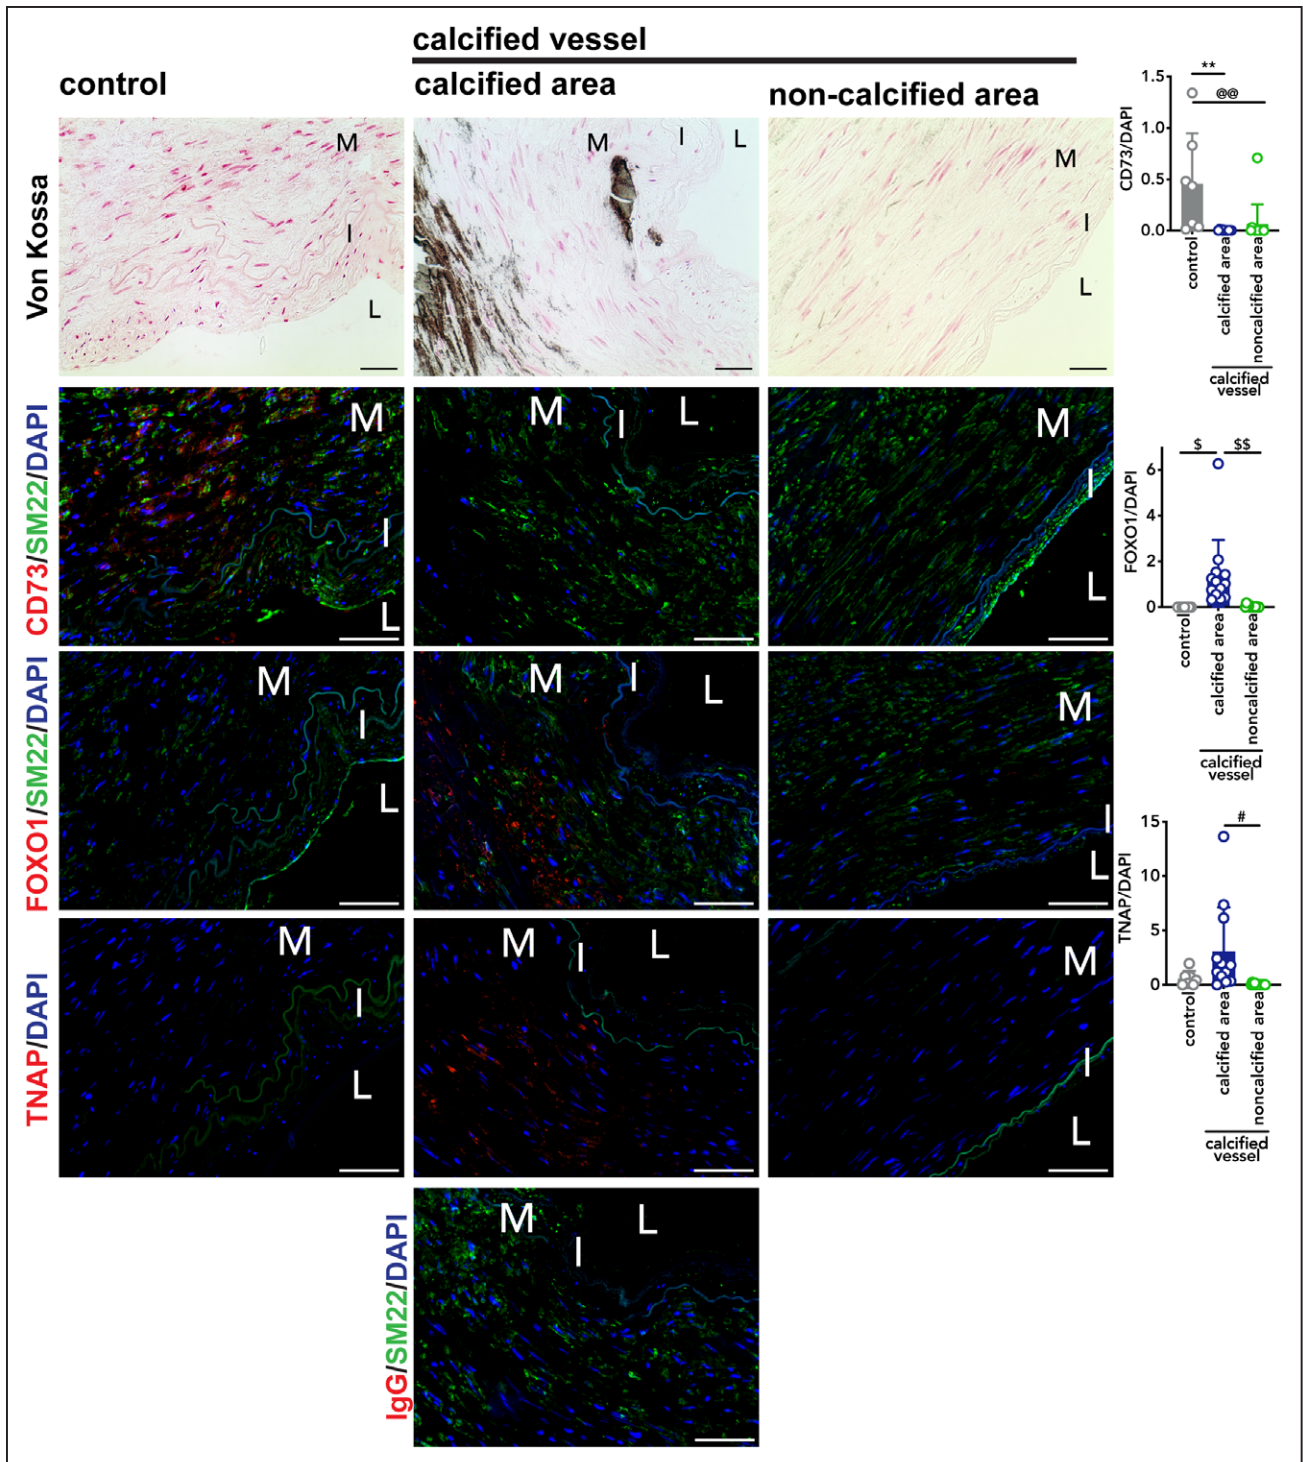 calcified vessel
control
calcified area
non-calcified area
Von Kossa
M
I
L
M
I
L
M
I
L
**
@@
CD73/DAPI
1.5
1.0
0.5
0.0
control
calcified area
noncalcified area
calcified
vessel
CD73/SM22/DAPI
M
I
L
M
I
L
M
I
L
$
$$
FOXO1/DAPI
6
4
2
0
control
calcified area
noncalcified area
calcified
vessel
FOXO1/SM22/DAPI
M
I
L
M
I
L
M
I
L
#
TNAP/DAPI
15
10
5
0
control
calcified area
noncalcified area
calcified
vessel
TNAP/DAPI
M
I
L
M
I
L
M
I
L
IgG/SM22/DAPI
M
I
L